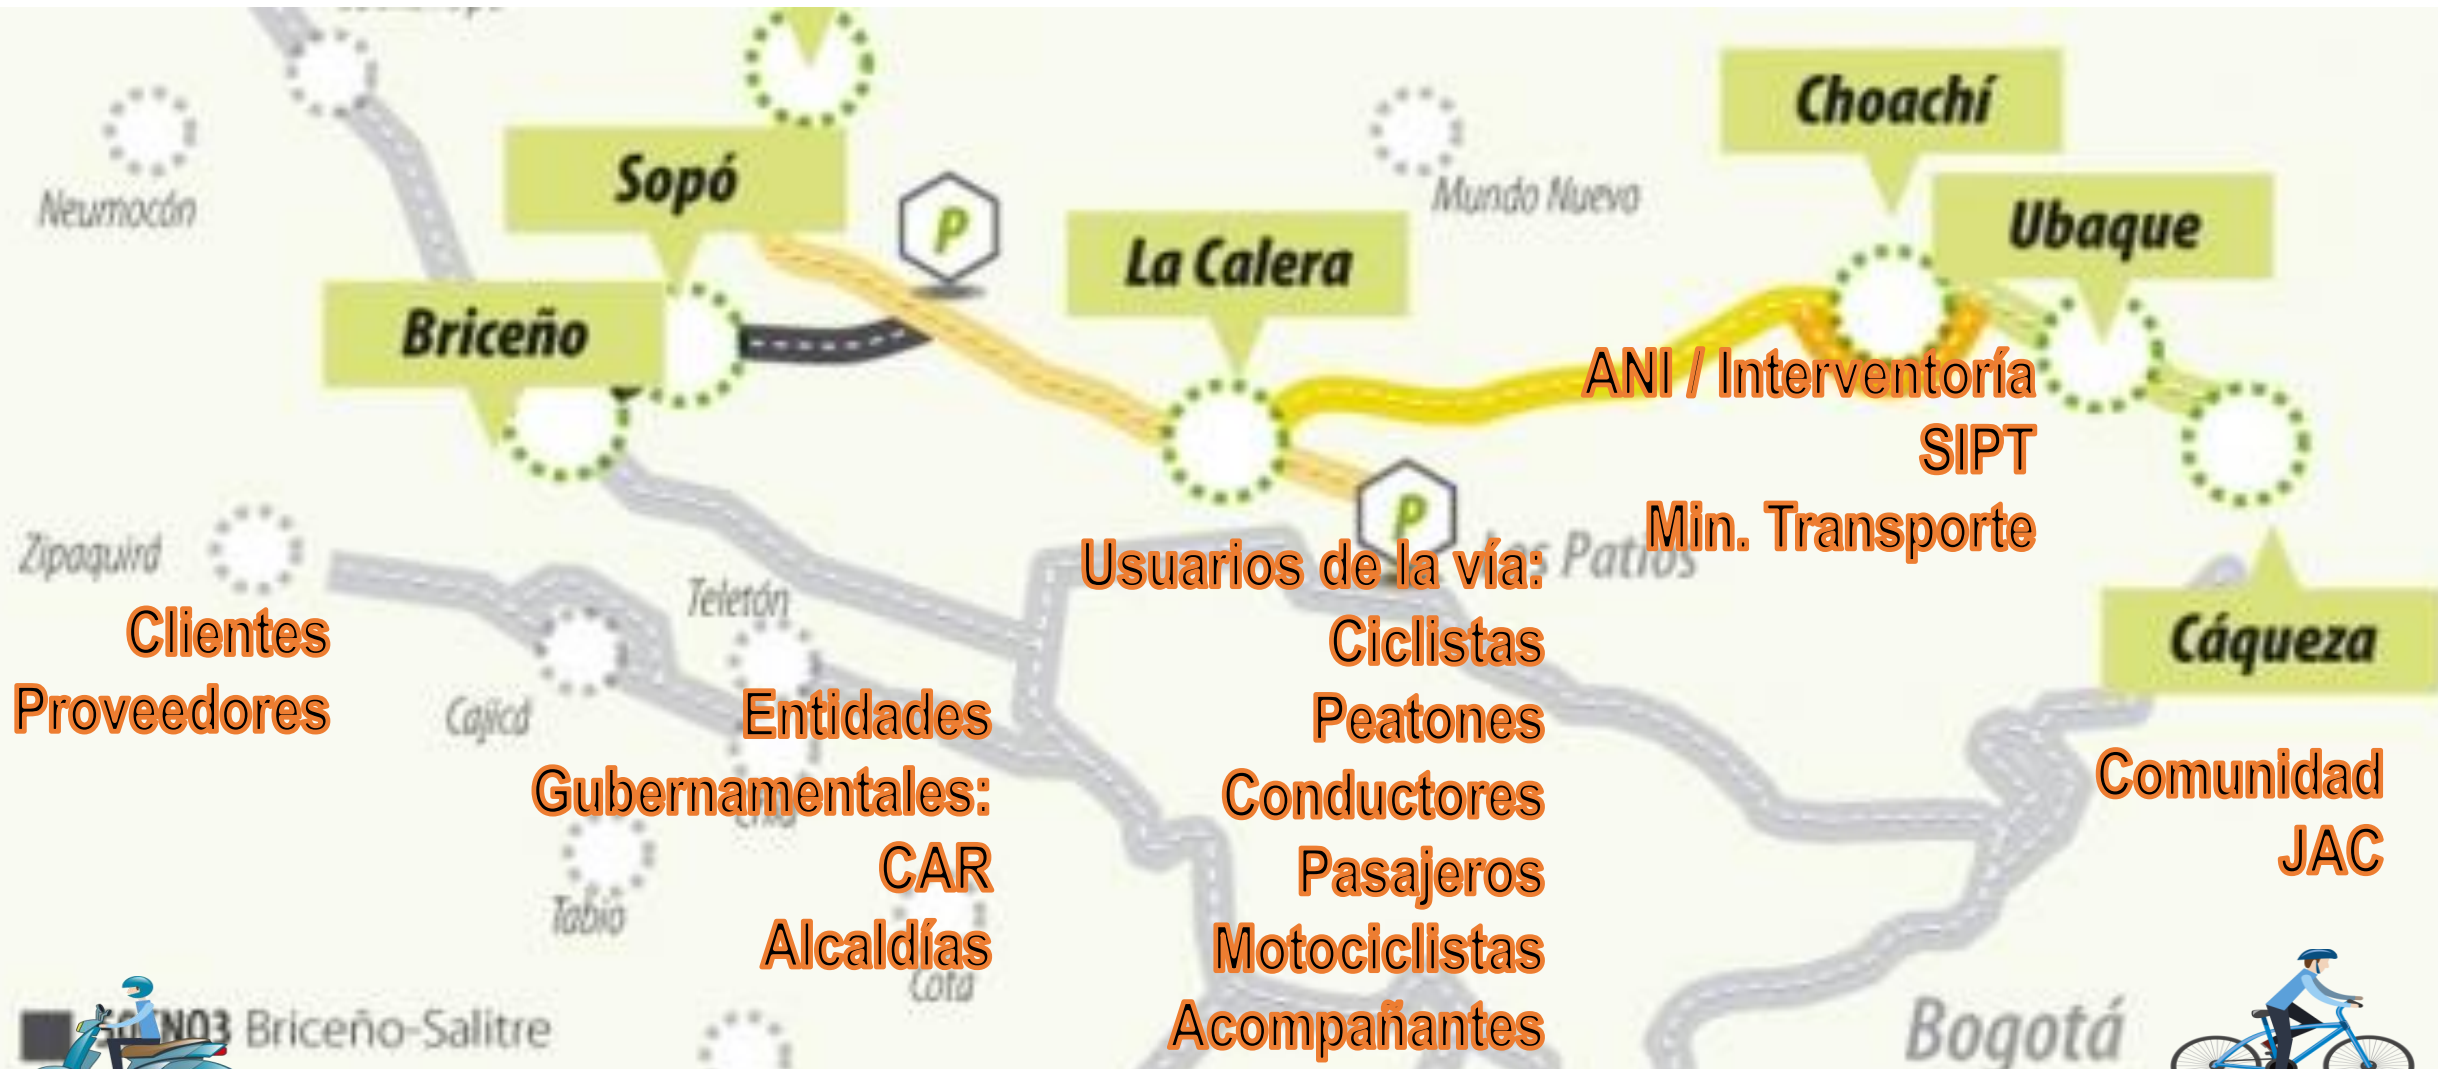 Choachí
Sopó
Ubaque
Neumocón
Mundo Nuevo
P
La Calera
Briceño
ANI / Interventoría
SIPT
P
Min. Transporte
Zipaquirá
Patios
Usuarios de la vía:
Ciclistas
Peatones
Conductores
Pasajeros
Motociclistas
Acompañantes
Teletón
Clientes
Proveedores
Cáqueza
Cajicá
Entidades
Gubernamentales:
CAR
Alcaldías
Comunidad
JAC
Tabio
Cota
Briceño-Salitre
Bogotá